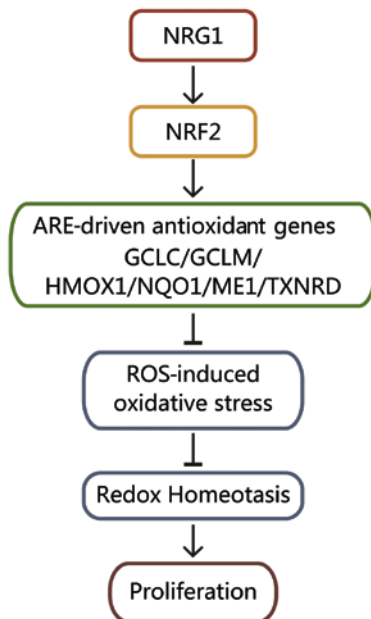 NRG1
NRF2
ARE-driven antioxidant genes
GCLC/GCLM/
HMOX1/NQO1/ME1/TXNRD
ROS-induced
oxidative stress
Redox Homeotasis
Proliferation